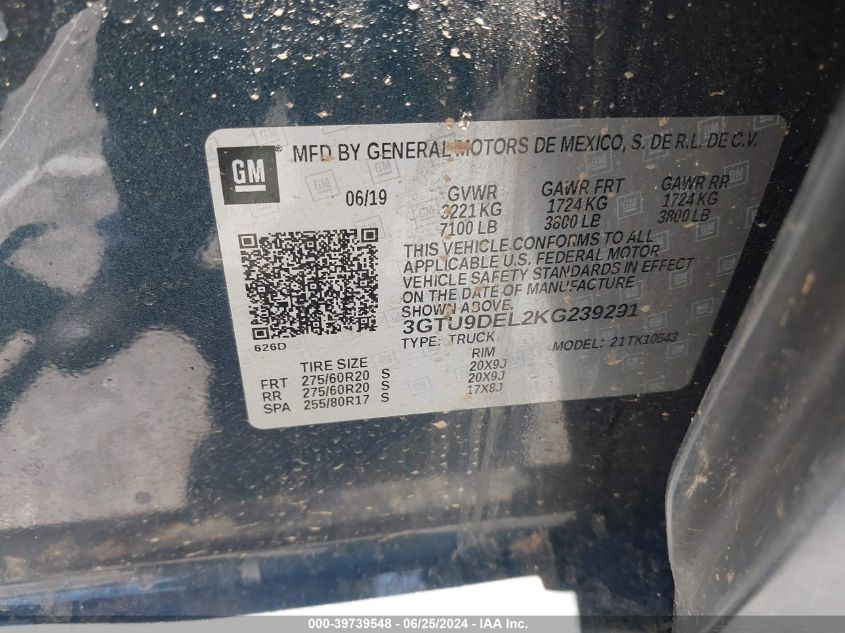 GM
MFD BY GENERAL MOTORS DE MEXICO, S. DE R.L. DE C.V.
06/19 GVWR GAWR FRT GAWR RR
3221 KG 1724 KG 1724 KG
7100 LB 3800 LB 3800 LB
THIS VEHICLE CONFORMS TO ALL
APPLICABLE U.S. FEDERAL MOTOR
VEHICLE SAFETY STANDARDS IN EFFECT
ON THE DATE OF MANUFACTURE
SHOWN ABOVE.
3GTU9DEL2KG239291
626D TYPE: TRUCK MODEL: 21TK10543
TIRE SIZE RIM
FRT 275/60R20 S 20X9J
RR 275/60R20 S 20X9J
SPA 255/80R17 S 17X8J
000-39739548 - 06/25/2024 - IAA Inc.